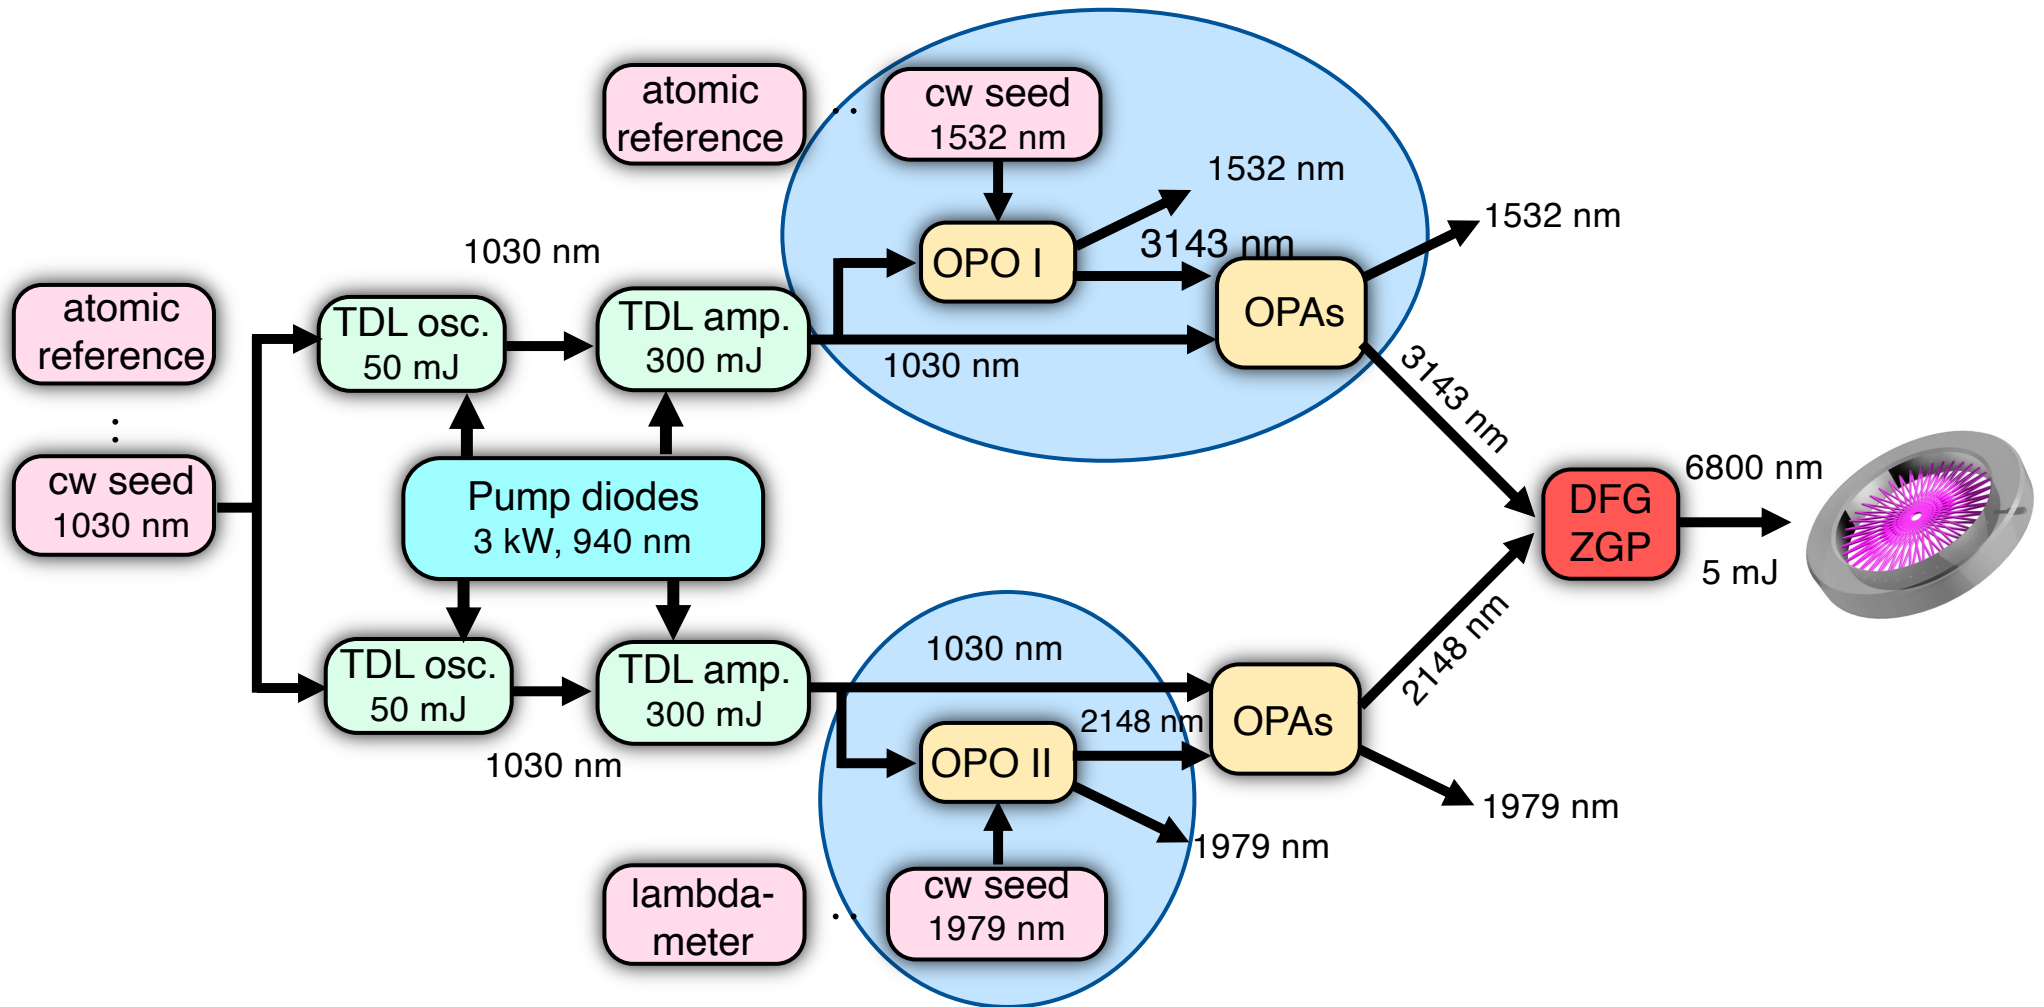 atomic
reference
cw seed
1532 nm
1532 nm
3143 nm
1532 nm
1030 nm
OPO I
OPAs
atomic
reference
TDL osc.
50 mJ
TDL amp.
300 mJ
1030 nm
3143 nm
cw seed
1030 nm
Pump diodes
3 kW, 940 nm
DFG
ZGP
6800 nm
5 mJ
TDL osc.
50 mJ
TDL amp.
300 mJ
1030 nm
1030 nm
2148 nm
OPO II
OPAs
2148 nm
1979 nm
1979 nm
lambda-
meter
cw seed
1979 nm